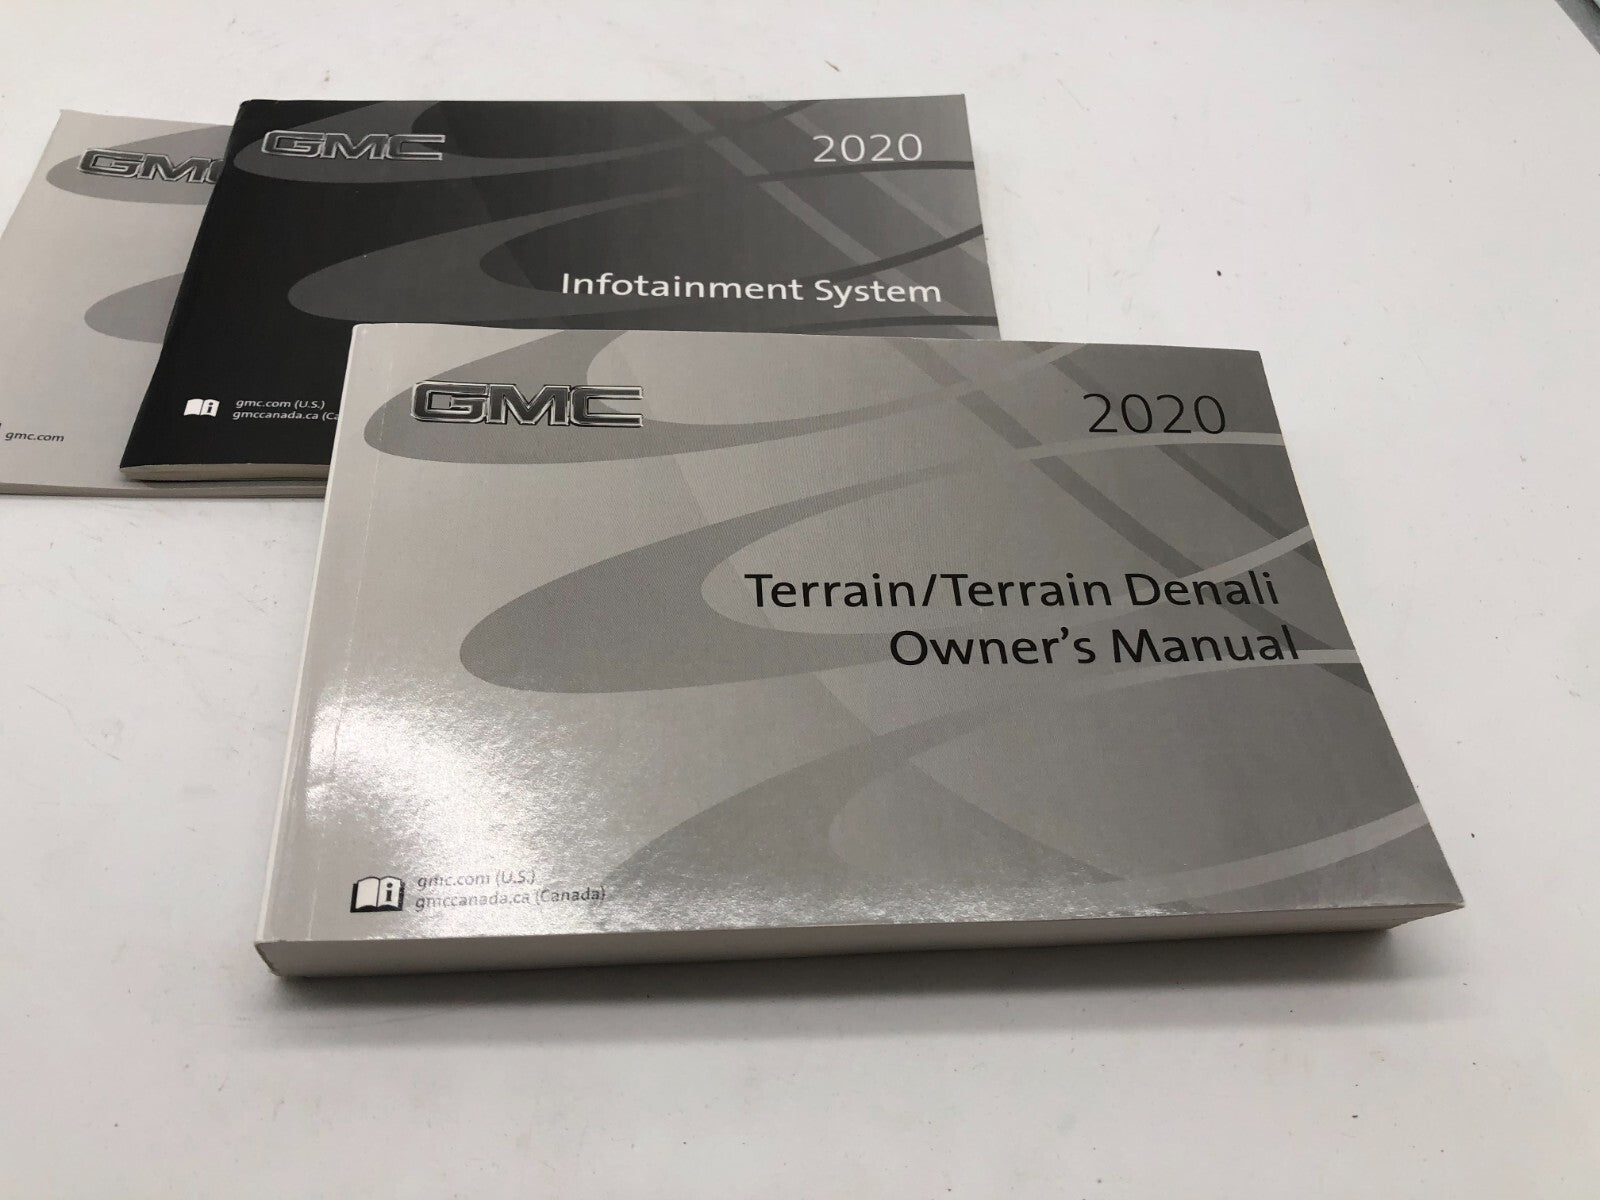 GMC
gmc.com
GMC
2020
Infotainment System
gmc.com (U.S.)
gmccanada.ca (Ca
GMC
2020
Terrain/Terrain Denali
Owner's Manual
gmc.com (U.S.)
gmccanada.ca (Canada)